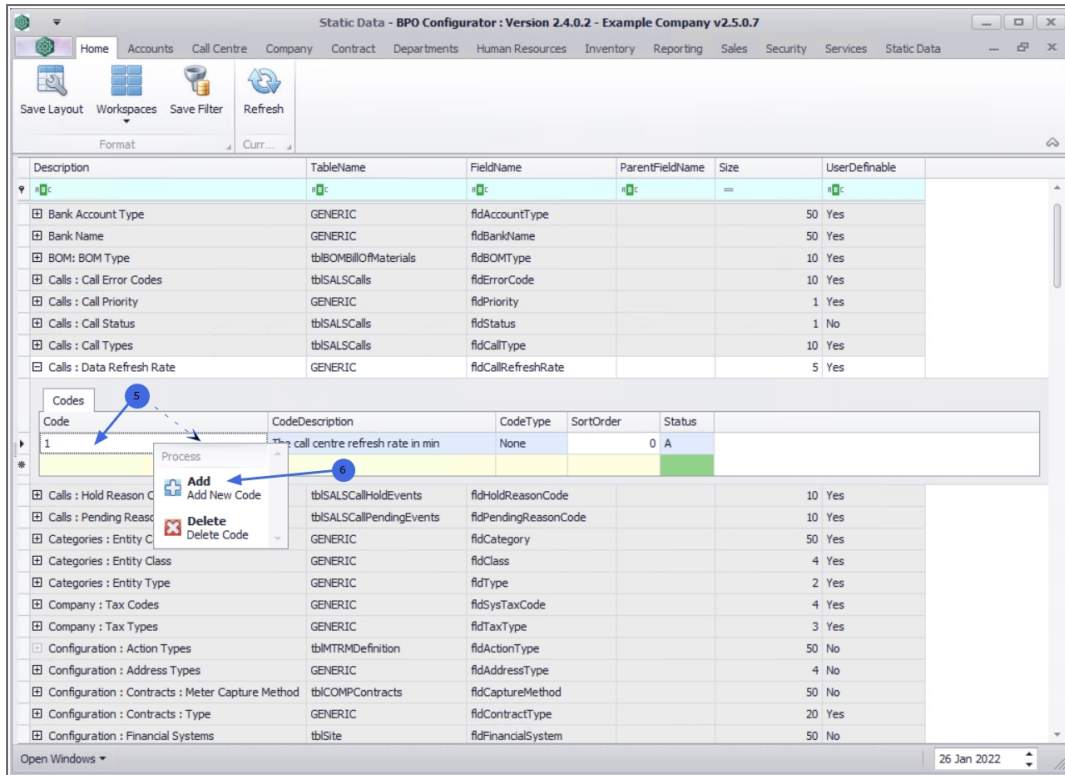 Static Data - BPO Configurator : Version 2.4.0.2 - Example Company v2.5.0.7
Home Accounts Call Centre Company Contract Departments Human Resources Inventory Reporting Sales Security Services Static Data
Save Layout Workspaces Save Filter Refresh
Format Curr...
Description TableName FieldName ParentFieldName Size UserDefinable
Bank Account Type GENERIC fldAccountType 50 Yes
Bank Name GENERIC fldBankName 50 Yes
BOM: BOM Type tblBOMBillOfMaterials fldBOMType 10 Yes
Calls : Call Error Codes tblSALSCalls fldErrorCode 10 Yes
Calls : Call Priority GENERIC fldPriority 1 Yes
Calls : Call Status tblSALSCalls fldStatus 1 No
Calls : Call Types tblSALSCalls fldCallType 10 Yes
Calls : Data Refresh Rate GENERIC fldCallRefreshRate 5 Yes
Codes 5
Code CodeDescription CodeType SortOrder Status
1 The call centre refresh rate in min None 0 A
Process
6
Add
Add New Code
Delete
Delete Code
Calls : Hold Reason C tblSALSCallHoldEvents fldHoldReasonCode 10 Yes
Calls : Pending Reaso tblSALSCallPendingEvents fldPendingReasonCode 10 Yes
Categories : Entity C GENERIC fldCategory 50 Yes
Categories : Entity Class GENERIC fldClass 4 Yes
Categories : Entity Type GENERIC fldType 2 Yes
Company : Tax Codes GENERIC fldSysTaxCode 4 Yes
Company : Tax Types GENERIC fldTaxType 3 Yes
Configuration : Action Types tblMTRMDefinition fldActionType 50 No
Configuration : Address Types GENERIC fldAddressType 4 No
Configuration : Contracts : Meter Capture Method tblCOMPContracts fldCaptureMethod 50 No
Configuration : Contracts : Type GENERIC fldContractType 20 Yes
Configuration : Financial Systems tblSite fldFinancialSystem 50 No
Open Windows 26 Jan 2022